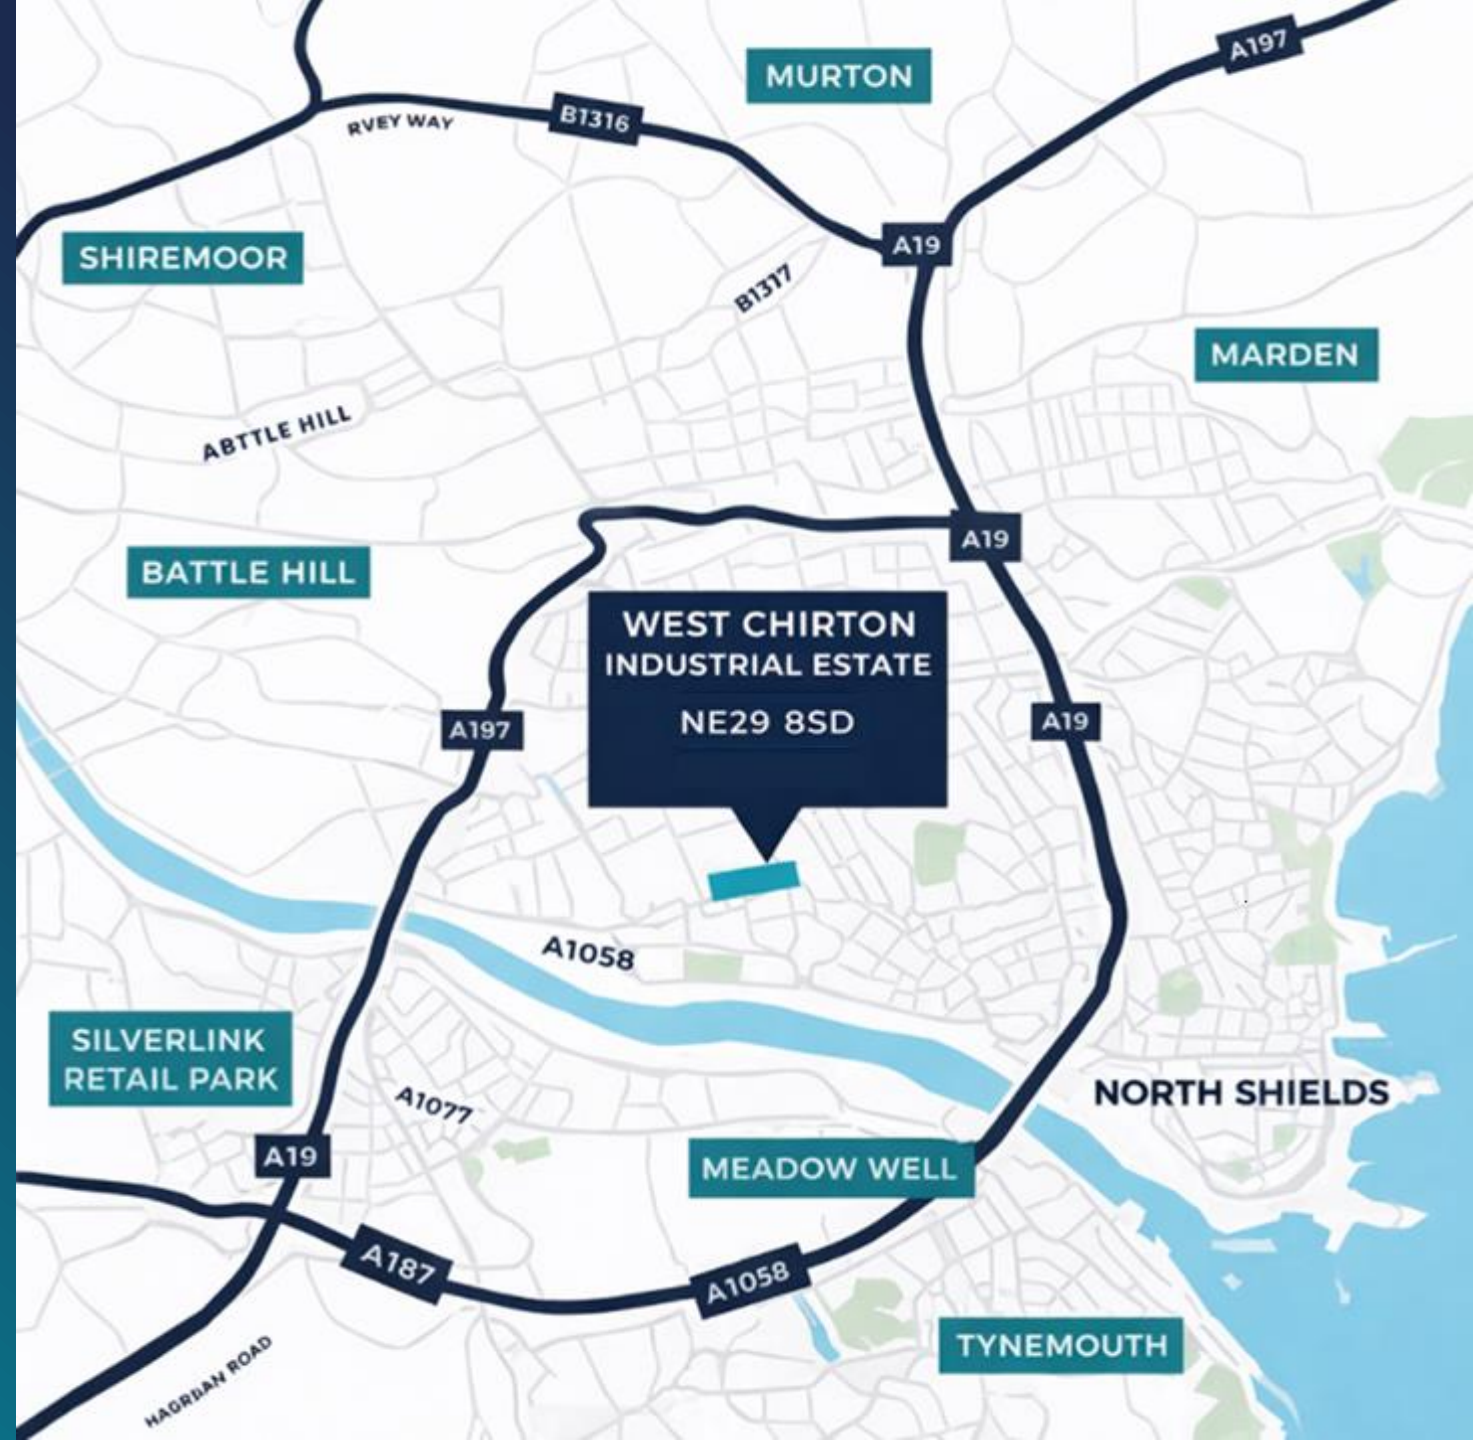 A197
MURTON
B1316
RVEY WAY
A19
SHIREMOOR
B1317
MARDEN
ABTTLE HILL
A19
BATTLE HILL
WEST CHIRTON
INDUSTRIAL ESTATE
NE29 8SD
A197
A19
A1058
SILVERLINK
RETAIL PARK
A1077
NORTH SHIELDS
A19
MEADOW WELL
A187
A1058
TYNEMOUTH
ROAD